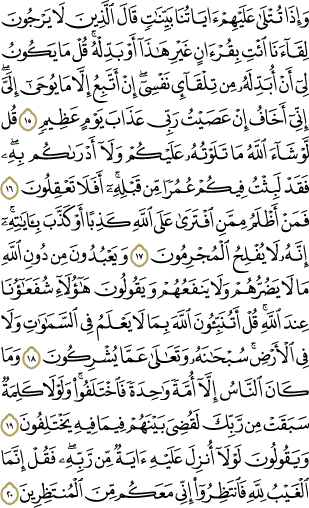 وَإِذَا تُتْلَىٰ عَلَيْهِمْ ءَايَاتُنَا بَيِّنَٰتٍ قَالَ ٱلَّذِينَ لَا يَرْجُونَ
لِقَآءَنَا ٱئْتِ بِقُرْءَانٍ غَيْرِ هَٰذَآ أَوْ بَدِّلْهُ ۚ قُلْ مَا يَكُونُ
لِىٓ أَنْ أُبَدِّلَهُۥ مِن تِلْقَآئِ نَفْسِىٓ ۖ إِنْ أَتَّبِعُ إِلَّا مَا يُوحَىٰٓ إِلَىَّ ۖ
إِنِّىٓ أَخَافُ إِنْ عَصَيْتُ رَبِّى عَذَابَ يَوْمٍ عَظِيمٍ ١٥ قُل
لَّوْ شَآءَ ٱللَّهُ مَا تَلَوْتُهُۥ عَلَيْكُمْ وَلَآ أَدْرَىٰكُم بِهِۦ ۖ
فَقَدْ لَبِثْتُ فِيكُمْ عُمُرًا مِّن قَبْلِهِۦٓ ۚ أَفَلَا تَعْقِلُونَ ١٦
فَمَنْ أَظْلَمُ مِمَّنِ ٱفْتَرَىٰ عَلَى ٱللَّهِ كَذِبًا أَوْ كَذَّبَ بِـَٔايَٰتِهِۦٓ ۚ
إِنَّهُۥ لَا يُفْلِحُ ٱلْمُجْرِمُونَ ١٧ وَيَعْبُدُونَ مِن دُونِ ٱللَّهِ
مَا لَا يَضُرُّهُمْ وَلَا يَنفَعُهُمْ وَيَقُولُونَ هَٰٓؤُلَآءِ شُفَعَٰٓؤُنَا
عِندَ ٱللَّهِ ۚ قُلْ أَتُنَبِّـُٔونَ ٱللَّهَ بِمَا لَا يَعْلَمُ فِى ٱلسَّمَٰوَٰتِ وَلَا
فِى ٱلْأَرْضِ ۚ سُبْحَٰنَهُۥ وَتَعَٰلَىٰ عَمَّا يُشْرِكُونَ ١٨ وَمَا
كَانَ ٱلنَّاسُ إِلَّآ أُمَّةً وَٰحِدَةً فَٱخْتَلَفُوا۟ ۚ وَلَوْلَا كَلِمَةٌ
سَبَقَتْ مِن رَّبِّكَ لَقُضِىَ بَيْنَهُمْ فِيمَا فِيهِ يَخْتَلِفُونَ ١٩
وَيَقُولُونَ لَوْلَآ أُنزِلَ عَلَيْهِ ءَايَةٌ مِّن رَّبِّهِۦ ۖ فَقُلْ إِنَّمَا
ٱلْغَيْبُ لِلَّهِ فَٱنتَظِرُوٓا۟ إِنِّى مَعَكُم مِّنَ ٱلْمُنتَظِرِينَ ٢٠